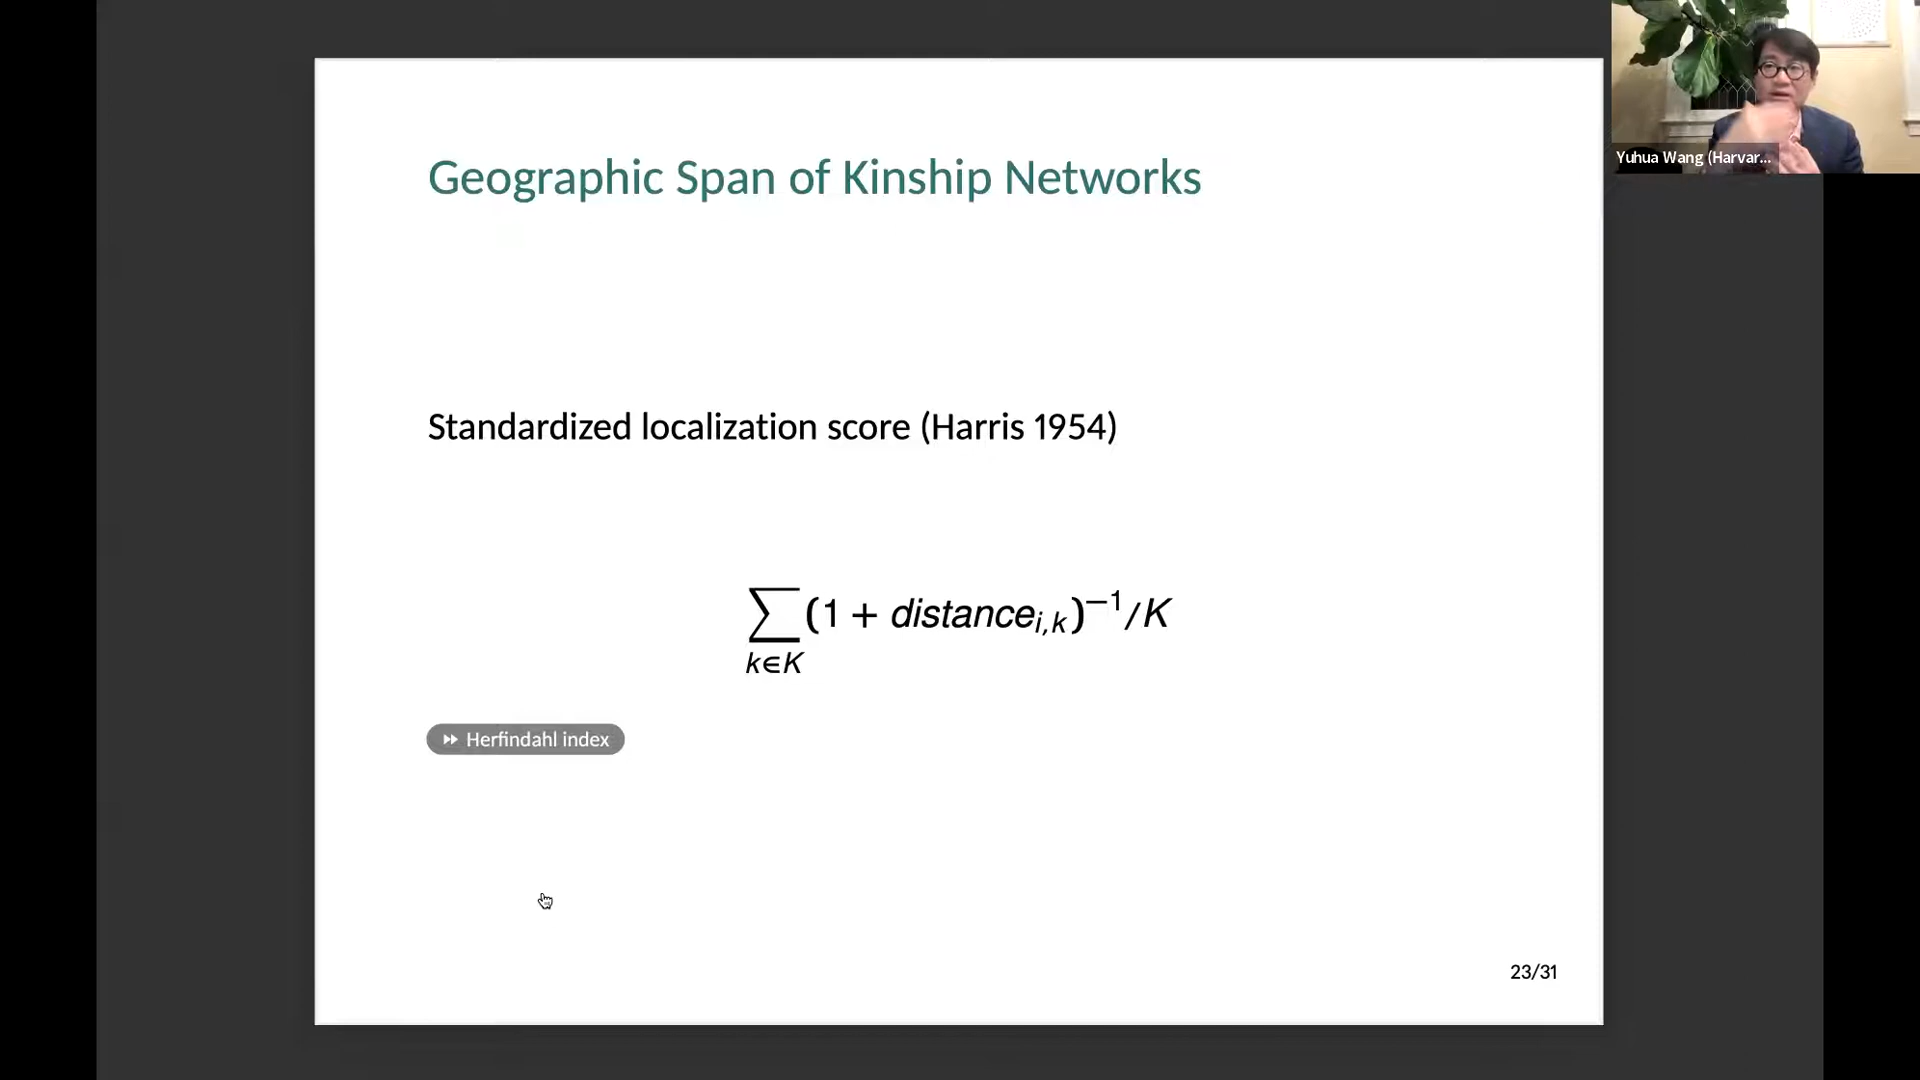 Yuhua Wang (Harvar...
Geographic Span of Kinship Networks
Standardized localization score (Harris 1954)
∑(1 + distance_{i,k})^{−1}/K
k∈K
Herfindahl index
23/31